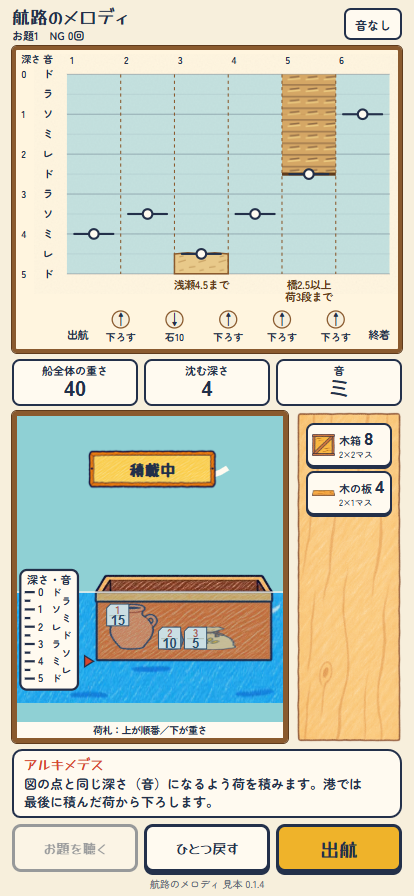 航路のメロディ
お題1 NG 0回
音なし
深さ 音 1 2 3 4 5 6
0 ド
ラ
1 ソ
ミ
2 レ
ド
3 ラ
ソ
4 ミ
レ
5 ド
浅瀬4.5まで
橋2.5以上
荷3段まで
出航 下ろす 石10 下ろす 下ろす 下ろす 終着
船全体の重さ
40
沈む深さ
4
音
ミ
積載中
木箱 8
2×2マス
木の板 4
2×1マス
深さ・音
0 ド
ラ
1 ソ
ミ
2 レ
ド
3 ラ
ソ
4 ミ
レ
5 ド
1
15
2
10
3
5
荷札:上が順番/下が重さ
アルキメデス
図の点と同じ深さ(音)になるよう荷を積みます。港では
最後に積んだ荷から下ろします。
お題を聴く
ひとつ戻す
出航
航路のメロディ 見本 0.1.4